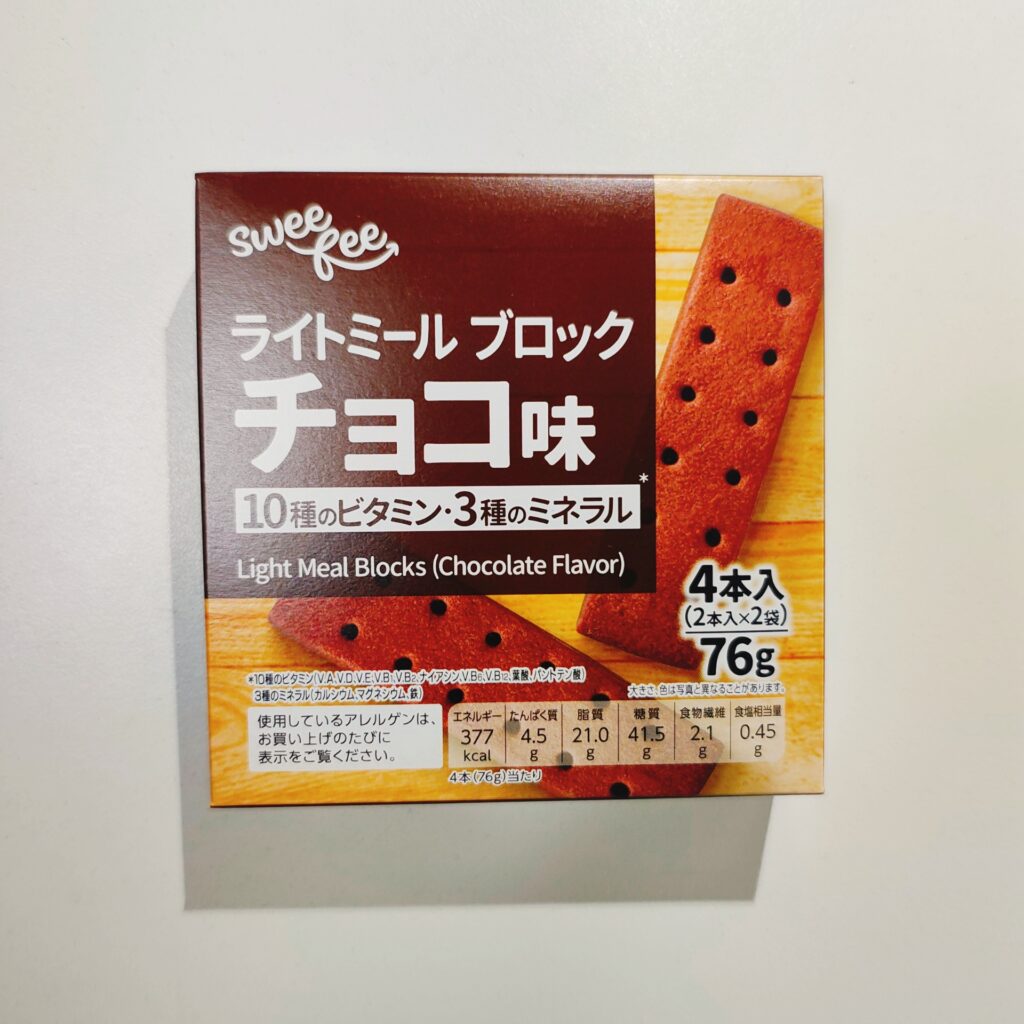 sweefee
ライトミール ブロック
チョコ味
10種のビタミン・3種のミネラル*
Light Meal Blocks (Chocolate Flavor)
4本入
(2本入×2袋)
76g
*10種のビタミン(V.A、V.D、V.E、V.B1、V.B2、ナイアシン、V.B6、V.B12、葉酸、パントテン酸)
3種のミネラル(カルシウム、マグネシウム、鉄)
大きさ、色は写真と異なることがあります。
使用しているアレルゲンは、
お買い上げのたびに
表示をご覧ください。
エネルギー たんぱく質 脂質 糖質 食物繊維 食塩相当量
377 4.5 21.0 41.5 2.1 0.45
kcal g g g g g
4本(76g)当たり